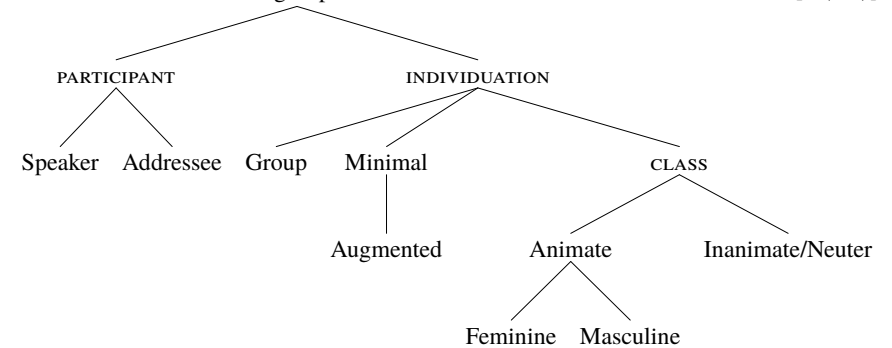 PARTICIPANT INDIVIDUATION
Speaker Addressee Group Minimal CLASS
Augmented Animate Inanimate/Neuter
Feminine Masculine